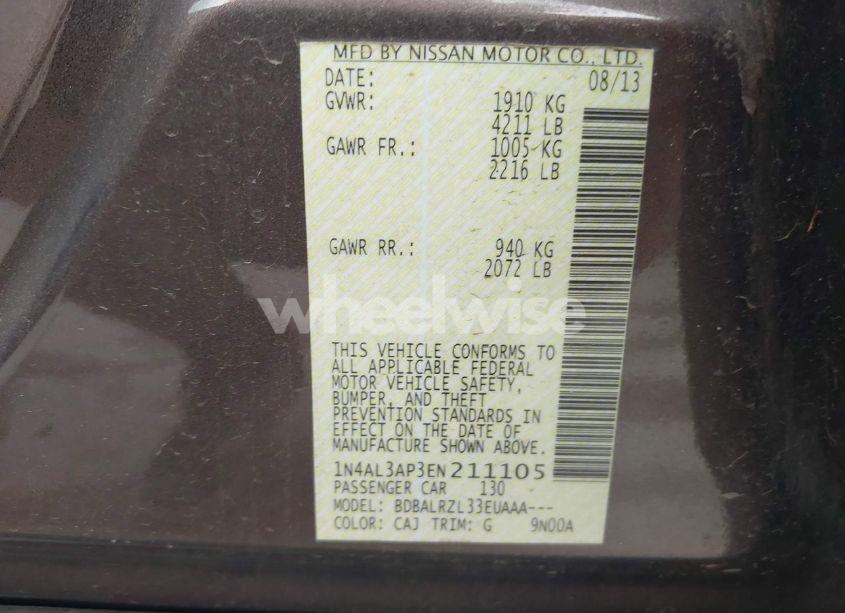 MFD BY NISSAN MOTOR CO., LTD.
DATE: 08/13
GVWR: 1910 KG
4211 LB
GAWR FR.: 1005 KG
2216 LB
GAWR RR.: 940 KG
2072 LB
wheelwise
THIS VEHICLE CONFORMS TO
ALL APPLICABLE FEDERAL
MOTOR VEHICLE SAFETY,
BUMPER, AND THEFT
PREVENTION STANDARDS IN
EFFECT ON THE DATE OF
MANUFACTURE SHOWN ABOVE.
1N4AL3AP3EN211105
PASSENGER CAR 130
MODEL: BDBALRZL33EUAAA---
COLOR: CAJ TRIM: G 9N00A